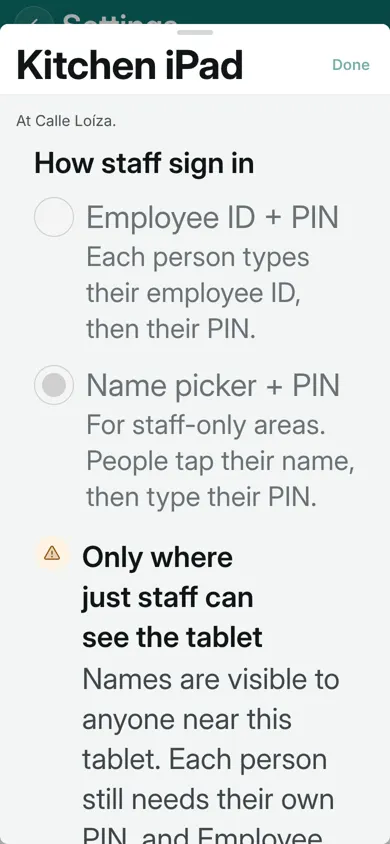 Settings
Kitchen iPad
Done
At Calle Loíza.
How staff sign in
Employee ID + PIN
Each person types
their employee ID,
then their PIN.
Name picker + PIN
For staff-only areas.
People tap their name,
then type their PIN.
Only where
just staff can
see the tablet
Names are visible to
anyone near this
tablet. Each person
still needs their own
PIN, and Employee